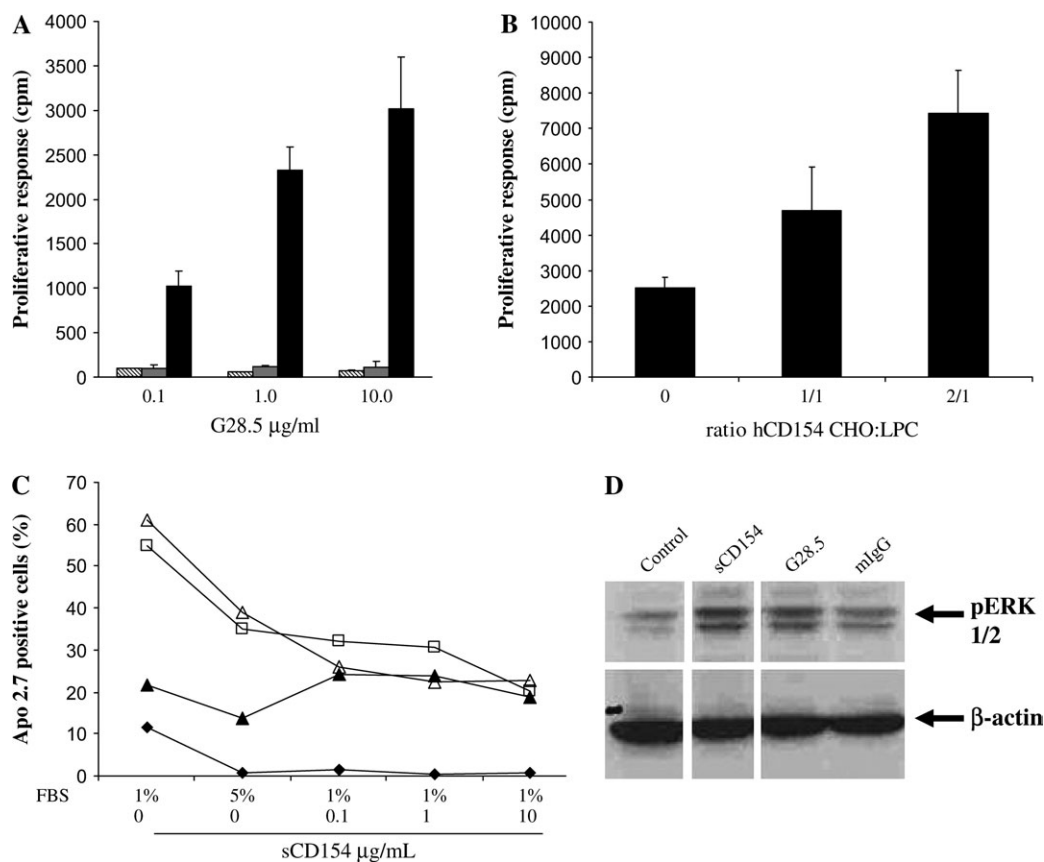 A
Proliferative response (cpm)
4000
3500
3000
2500
2000
1500
1000
500
0
0.1 1.0 10.0
G28.5 µg/ml
B
Proliferative response (cpm)
10000
9000
8000
7000
6000
5000
4000
3000
2000
1000
0
0 1/1 2/1
ratio hCD154 CHO:LPC
C
Apo 2.7 positive cells (%)
70
60
50
40
30
20
10
0
FBS 1% 5% 1% 1% 1%
0 0 0.1 1 10
sCD154 µg/mL
D
Control sCD154 G28.5 mIgG
pERK
1/2
β-actin